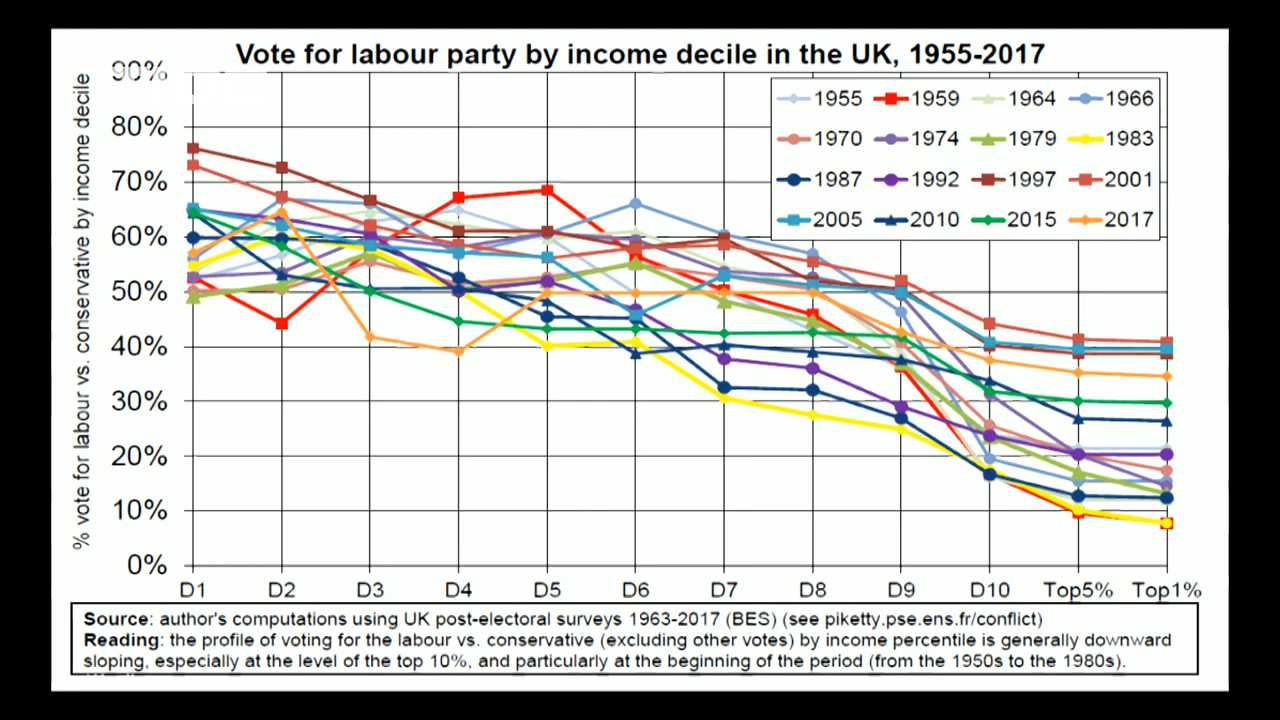 Vote for labour party by income decile in the UK, 1955-2017
% vote for labour vs. conservative by income decile
90%
80%
70%
60%
50%
40%
30%
20%
10%
0%
1955 1959 1964 1966
1970 1974 1979 1983
1987 1992 1997 2001
2005 2010 2015 2017
D1 D2 D3 D4 D5 D6 D7 D8 D9 D10 Top5% Top1%
Source: author's computations using UK post-electoral surveys 1963-2017 (BES) (see piketty.pse.ens.fr/conflict)
Reading: the profile of voting for the labour vs. conservative (excluding other votes) by income percentile is generally downward
sloping, especially at the level of the top 10%, and particularly at the beginning of the period (from the 1950s to the 1980s).